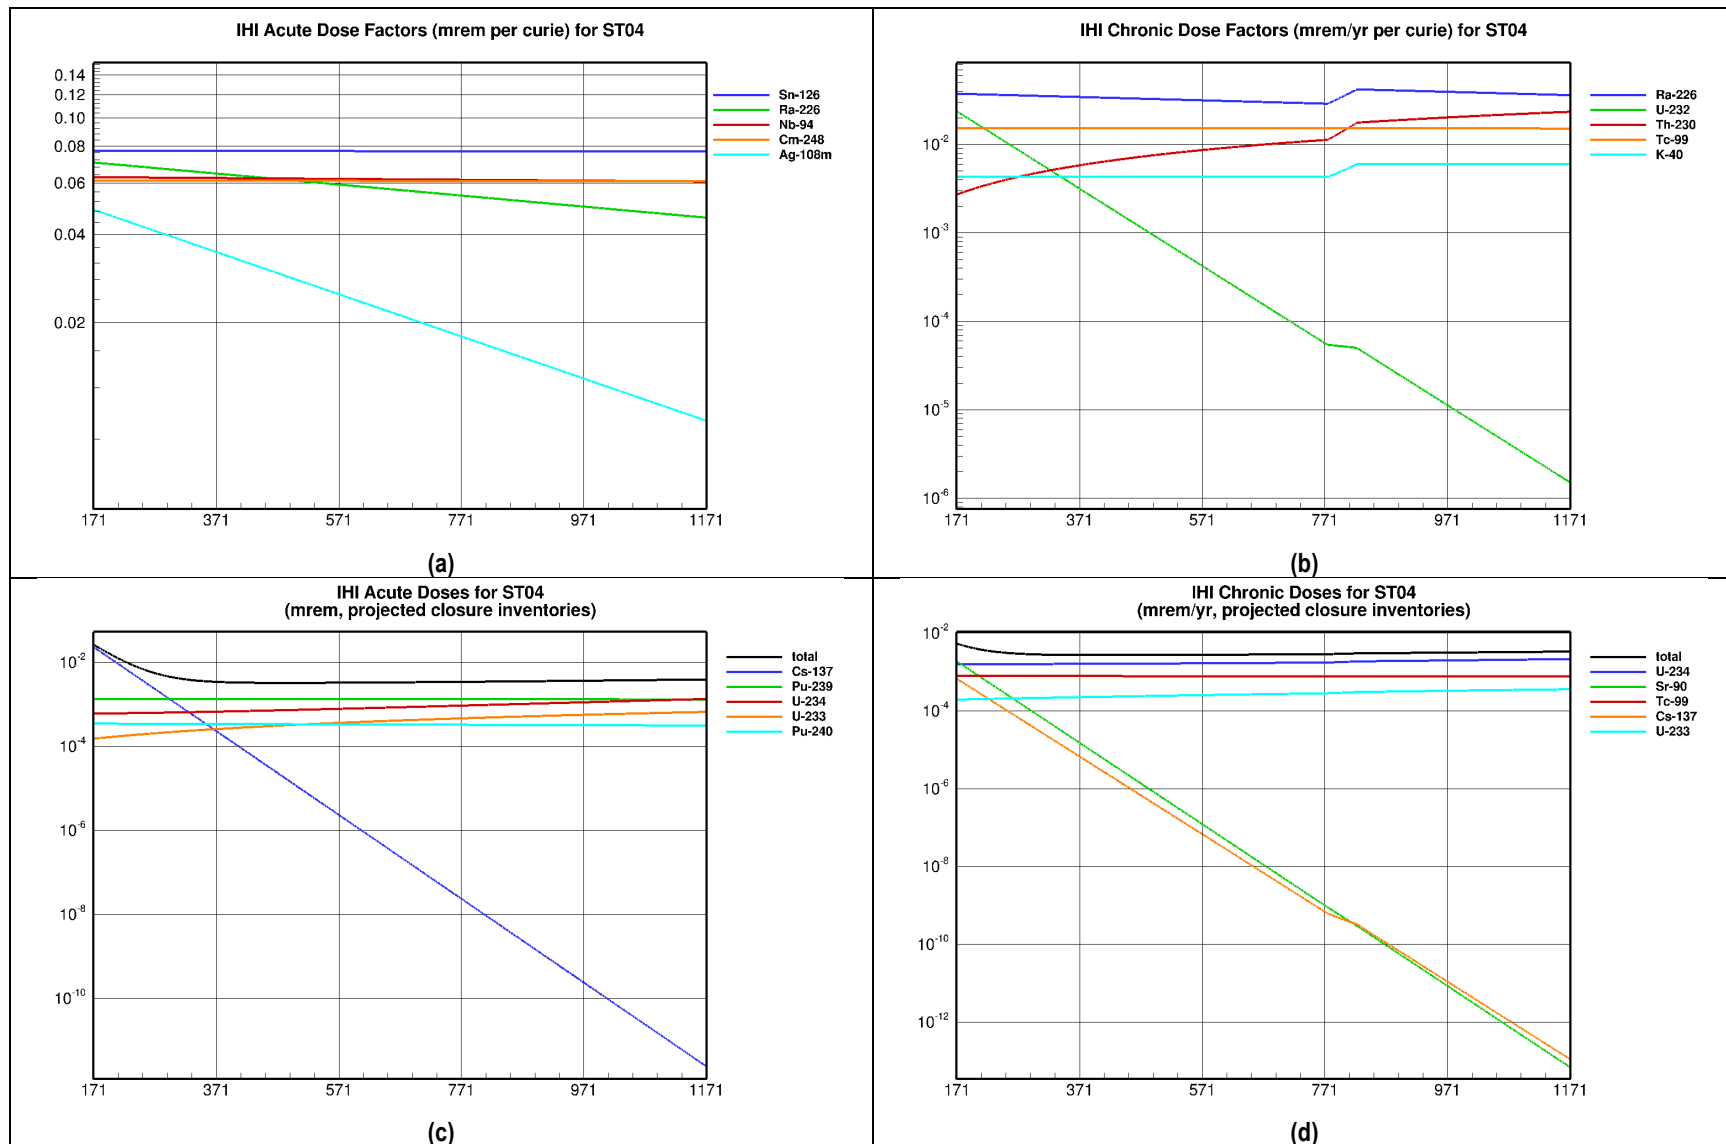 IHI Acute Dose Factors (mrem per curie) for ST04
0.14
0.12
0.10
0.08
0.06
0.04
0.02
171 371 571 771 971 1171
Sn-126
Ra-226
Nb-94
Cm-248
Ag-108m
(a)
IHI Chronic Dose Factors (mrem/yr per curie) for ST04
10⁻²
10⁻³
10⁻⁴
10⁻⁵
10⁻⁶
171 371 571 771 971 1171
Ra-226
U-232
Th-230
Tc-99
K-40
(b)
IHI Acute Doses for ST04
(mrem, projected closure inventories)
10⁻²
10⁻⁴
10⁻⁶
10⁻⁸
10⁻¹⁰
171 371 571 771 971 1171
total
Cs-137
Pu-239
U-234
U-233
Pu-240
(c)
IHI Chronic Doses for ST04
(mrem/yr, projected closure inventories)
10⁻²
10⁻⁴
10⁻⁶
10⁻⁸
10⁻¹⁰
10⁻¹²
171 371 571 771 971 1171
total
U-234
Sr-90
Tc-99
Cs-137
U-233
(d)